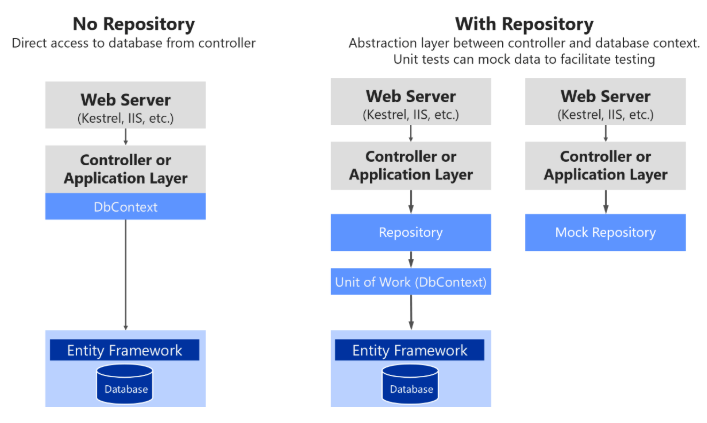 No Repository
Direct access to database from controller
Web Server
(Kestrel, IIS, etc.)
Controller or
Application Layer
DbContext
Entity Framework
Database
With Repository
Abstraction layer between controller and database context.
Unit tests can mock data to facilitate testing
Web Server
(Kestrel, IIS, etc.)
Controller or
Application Layer
Repository
Unit of Work (DbContext)
Entity Framework
Database
Web Server
(Kestrel, IIS, etc.)
Controller or
Application Layer
Mock Repository